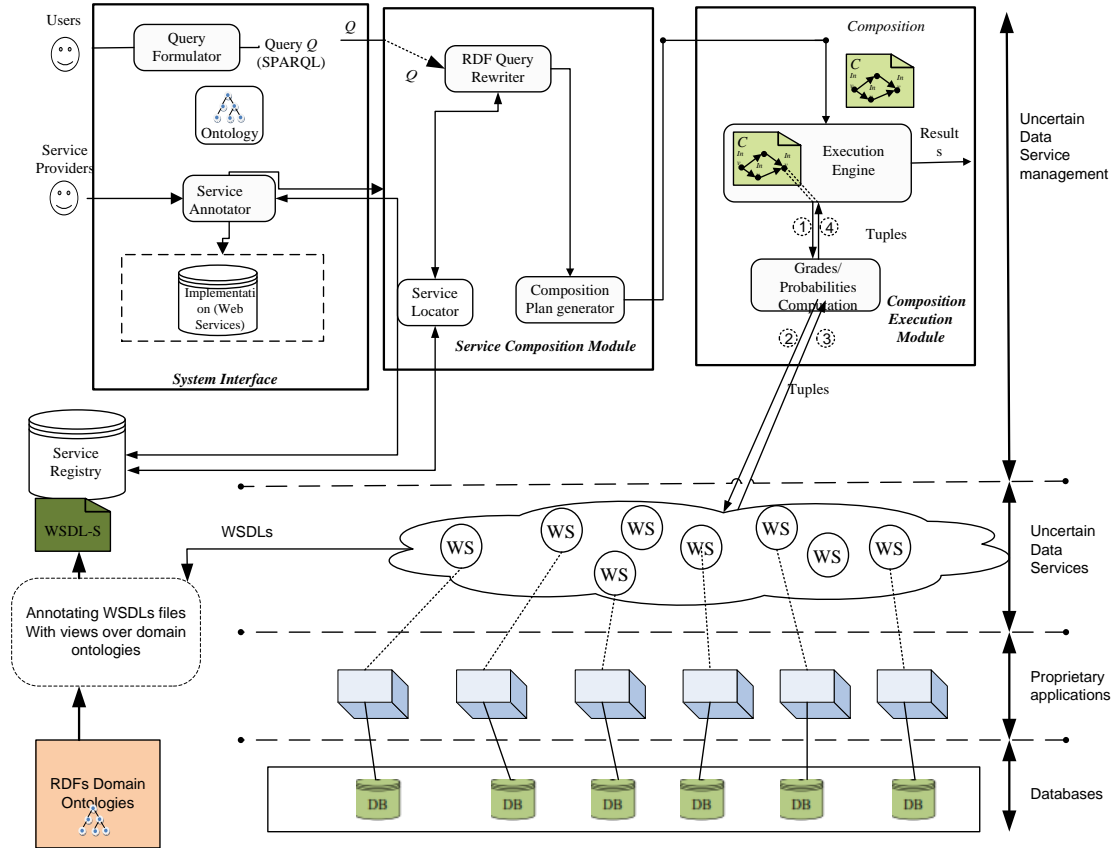 Users
Query
Formulator
Query Q
(SPARQL)
Q
Q
Ontology
Service
Providers
Service
Annotator
Implementati
on (Web
Services)
System Interface
RDF Query
Rewriter
Service
Locator
Composition
Plan generator
Service Composition Module
Composition
C
In
In
In
C
In
In
In
Execution
Engine
Result
s
1
4
Tuples
Grades/
Probabilities
Computation
Composition
Execution
Module
2
3
Tuples
Uncertain
Data
Service
management
Service
Registry
WSDL-S
WSDLs
WS
WS
WS
WS
WS
WS
WS
WS
Uncertain
Data
Services
Annotating WSDLs files
With views over domain
ontologies
Proprietary
applications
RDFs Domain
Ontologies
DB
DB
DB
DB
DB
DB
Databases